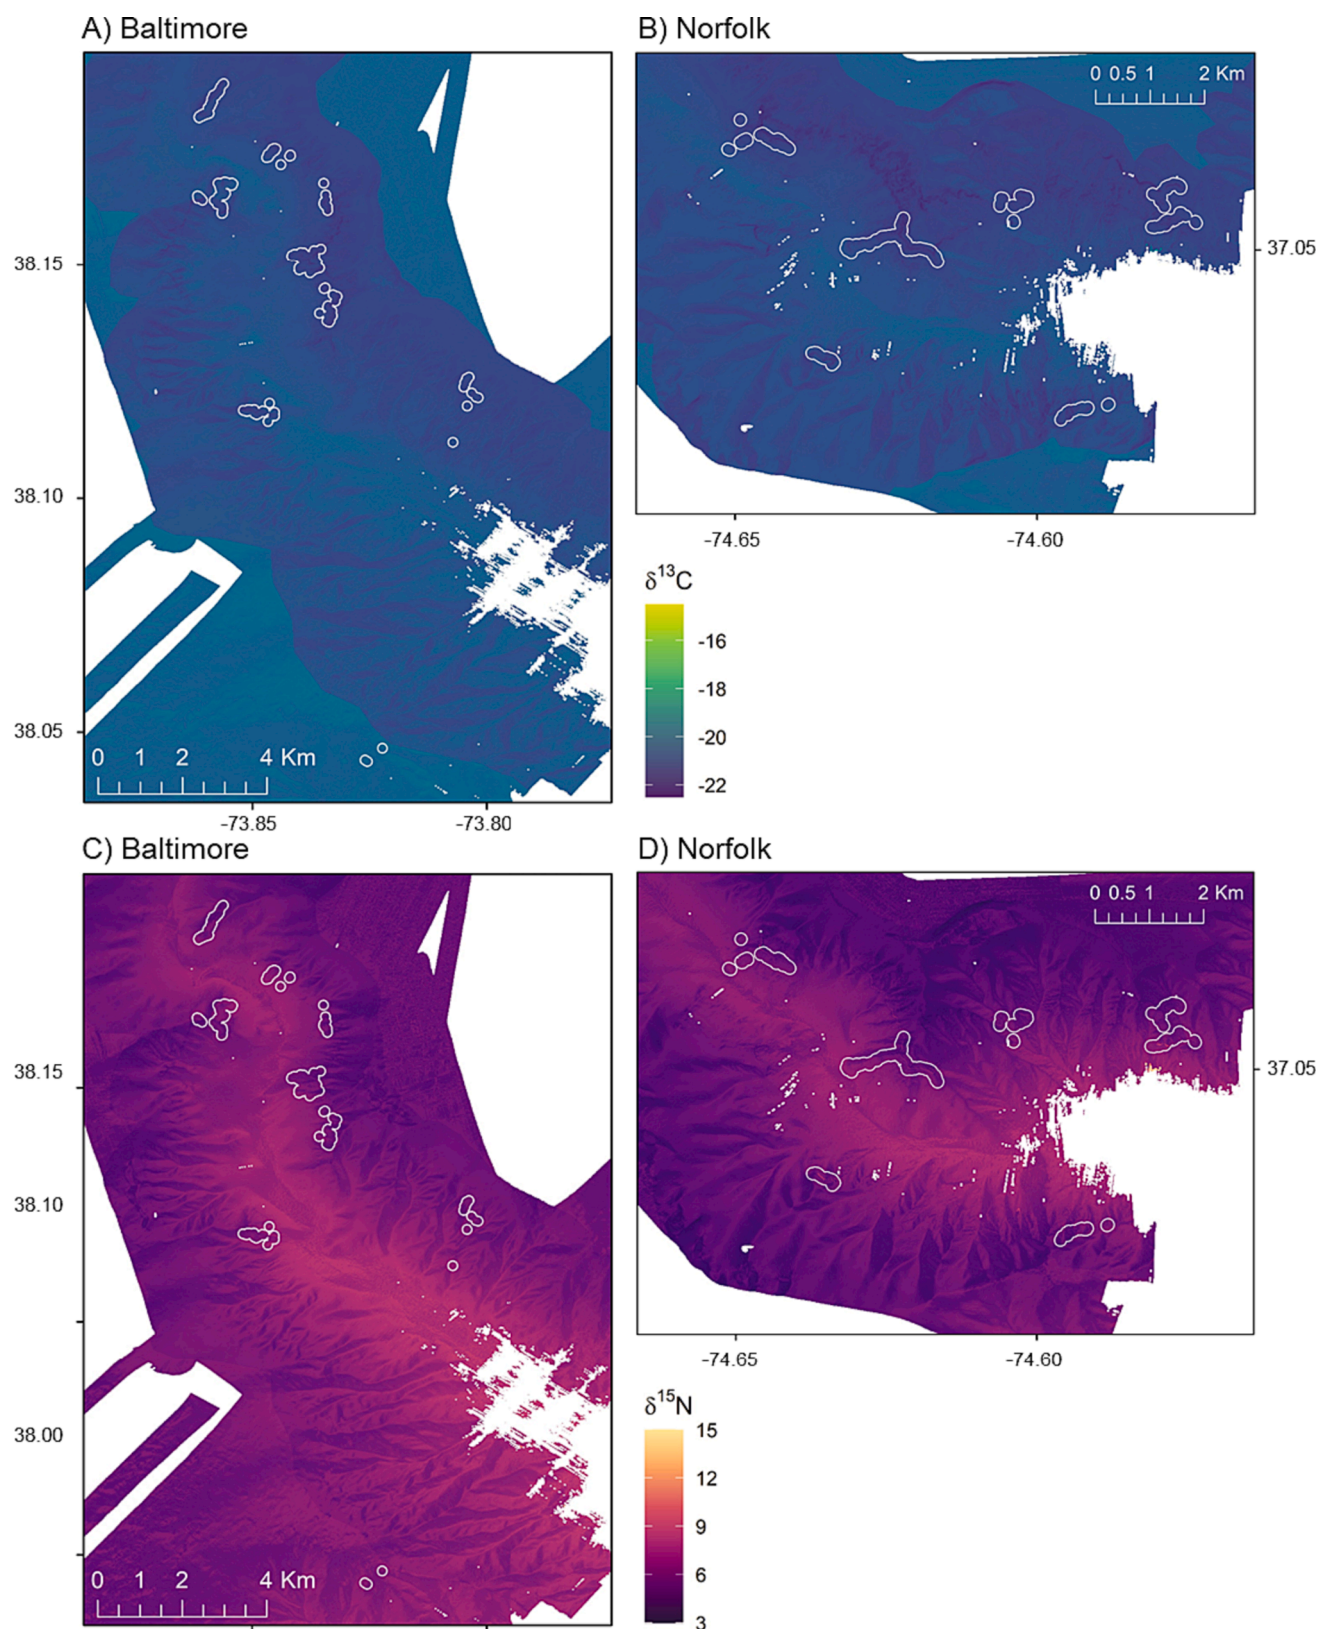 A) Baltimore
B) Norfolk
0 0.5 1 2 Km
38.15
37.05
38.10
-74.65 -74.60
δ13C
-16
-18
-20
-22
38.05
0 1 2 4 Km
-73.85 -73.80
C) Baltimore
D) Norfolk
0 0.5 1 2 Km
38.15
37.05
38.10
-74.65 -74.60
δ15N
38.00
15
12
9
6
3
0 1 2 4 Km